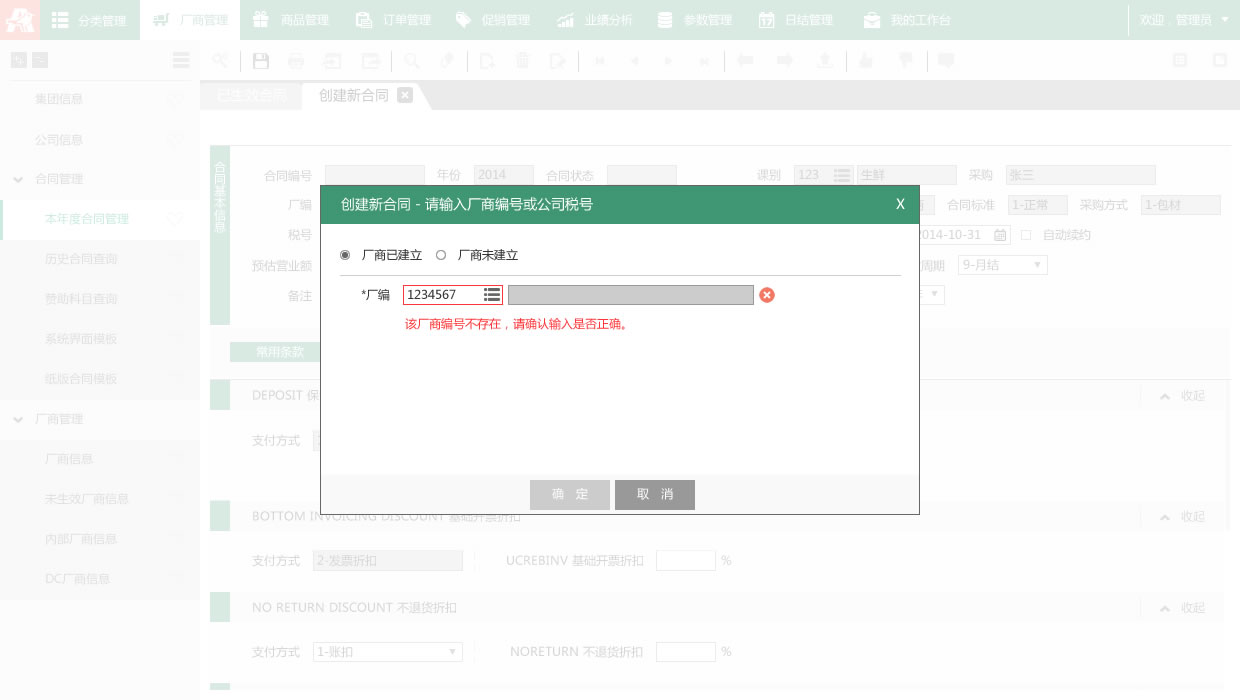 分类管理 厂商管理 商品管理 订单管理 促销管理 业绩分析 参数管理 日结管理 我的工作台 欢迎，管理员
集团信息
公司信息
合同管理
本年度合同管理
历史合同查询
赞助科目查询
系统界面模板
纸版合同模板
厂商管理
厂商信息
未生效厂商信息
内部厂商信息
DC厂商信息
已生效合同 创建新合同
合同基本信息
合同编号 年份 2014 合同状态 课别 123 生鲜 采购 张三
厂编 合同标准 1-正常 采购方式 1-包材
税号 2014-10-31 自动续约
预估营业额 周期 9-月结
备注
创建新合同 - 请输入厂商编号或公司税号 X
厂商已建立 厂商未建立
*厂编 1234567
该厂商编号不存在，请确认输入是否正确。
确 定 取 消
常用条款
DEPOSIT 保 收起
支付方式
BOTTOM INVOICING DISCOUNT 基础开票折扣 收起
支付方式 2-发票折扣 UCREBINV 基础开票折扣 %
NO RETURN DISCOUNT 不退货折扣 收起
支付方式 1-账扣 NORETURN 不退货折扣 %